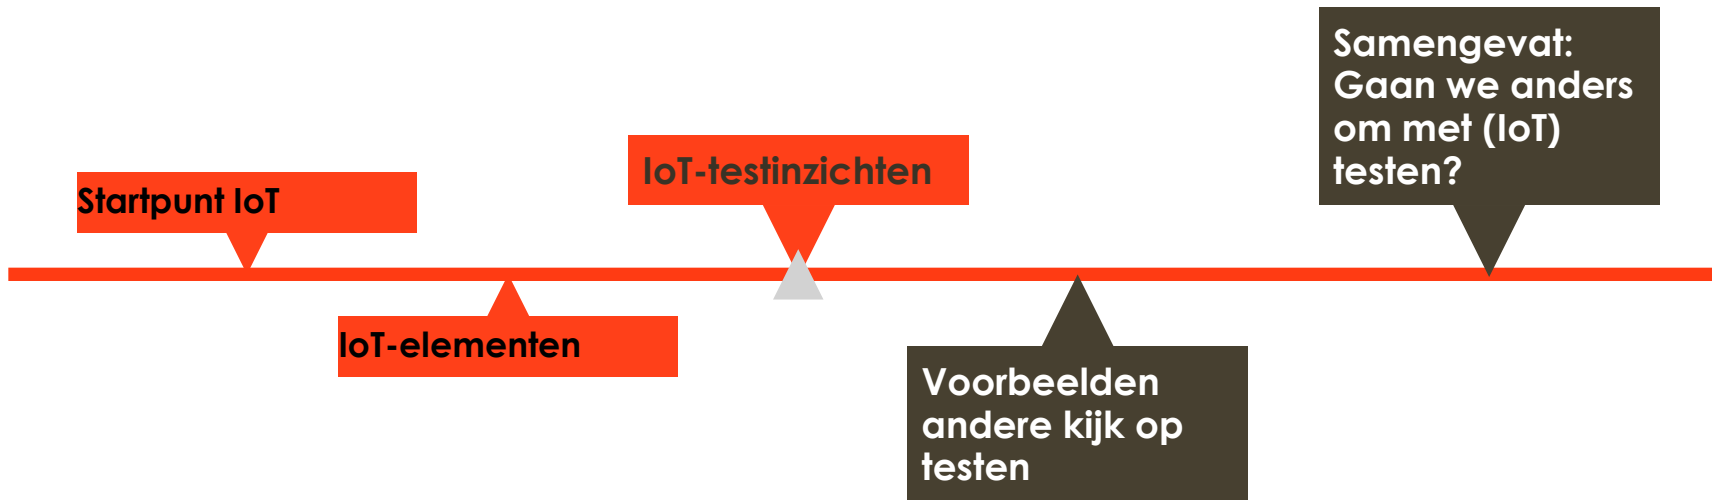 Startpunt IoT
IoT-elementen
IoT-testinzichten
Voorbeelden
andere kijk op
testen
Samengevat:
Gaan we anders
om met (IoT)
testen?